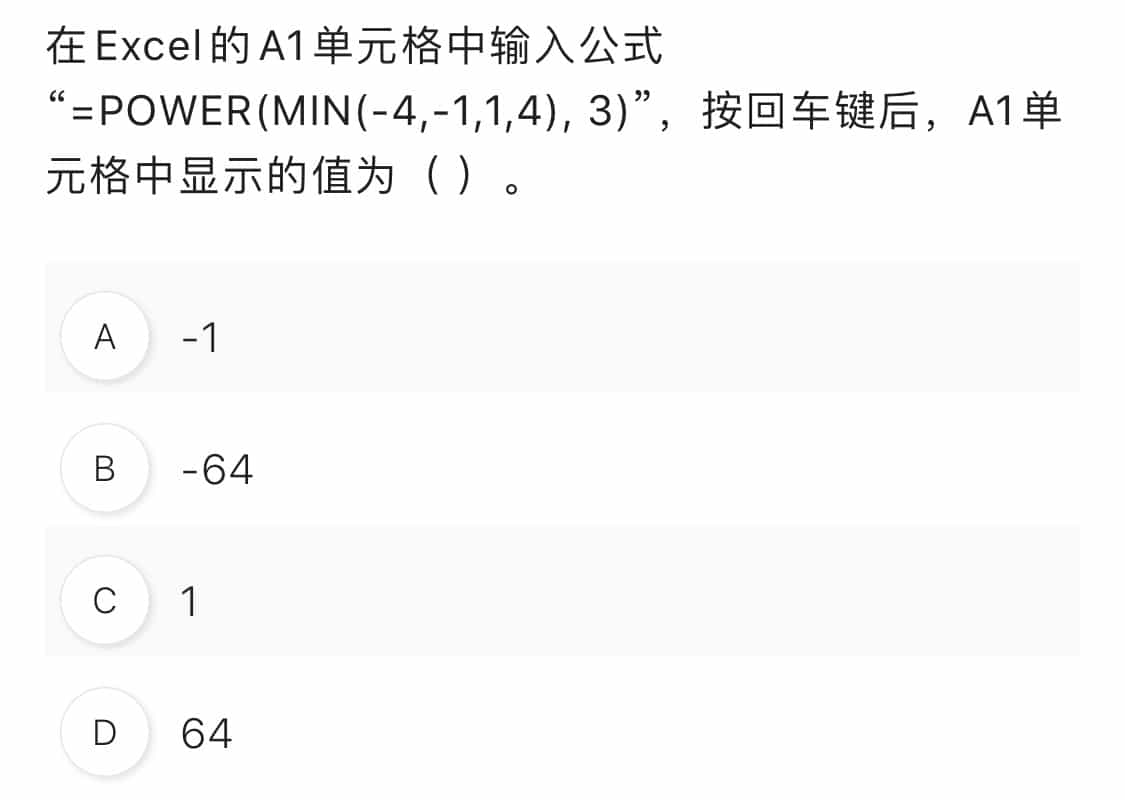 在Excel的A1单元格中输入公式
“=POWER(MIN(-4,-1,1,4), 3)”，按回车键后，A1单
元格中显示的值为（ ）。
A -1
B -64
C 1
D 64